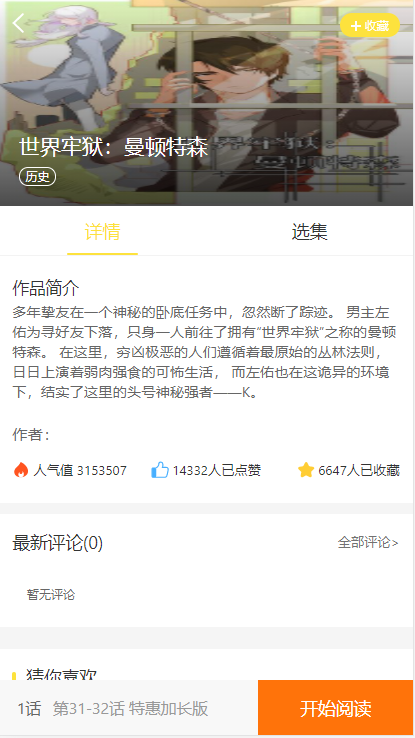 + 收藏
世界牢狱：曼顿特森
历史
详情
选集
作品简介
多年挚友在一个神秘的卧底任务中，忽然断了踪迹。 男主左
佑为寻好友下落，只身一人前往了拥有“世界牢狱”之称的曼顿
特森。 在这里，穷凶极恶的人们遵循着最原始的丛林法则，
日日上演着弱肉强食的可怖生活， 而左佑也在这诡异的环境
下，结实了这里的头号神秘强者——K。
作者：
人气值 3153507
14332人已点赞
6647人已收藏
最新评论(0)
全部评论>
暂无评论
猜你喜欢
1话 第31-32话 特惠加长版
开始阅读